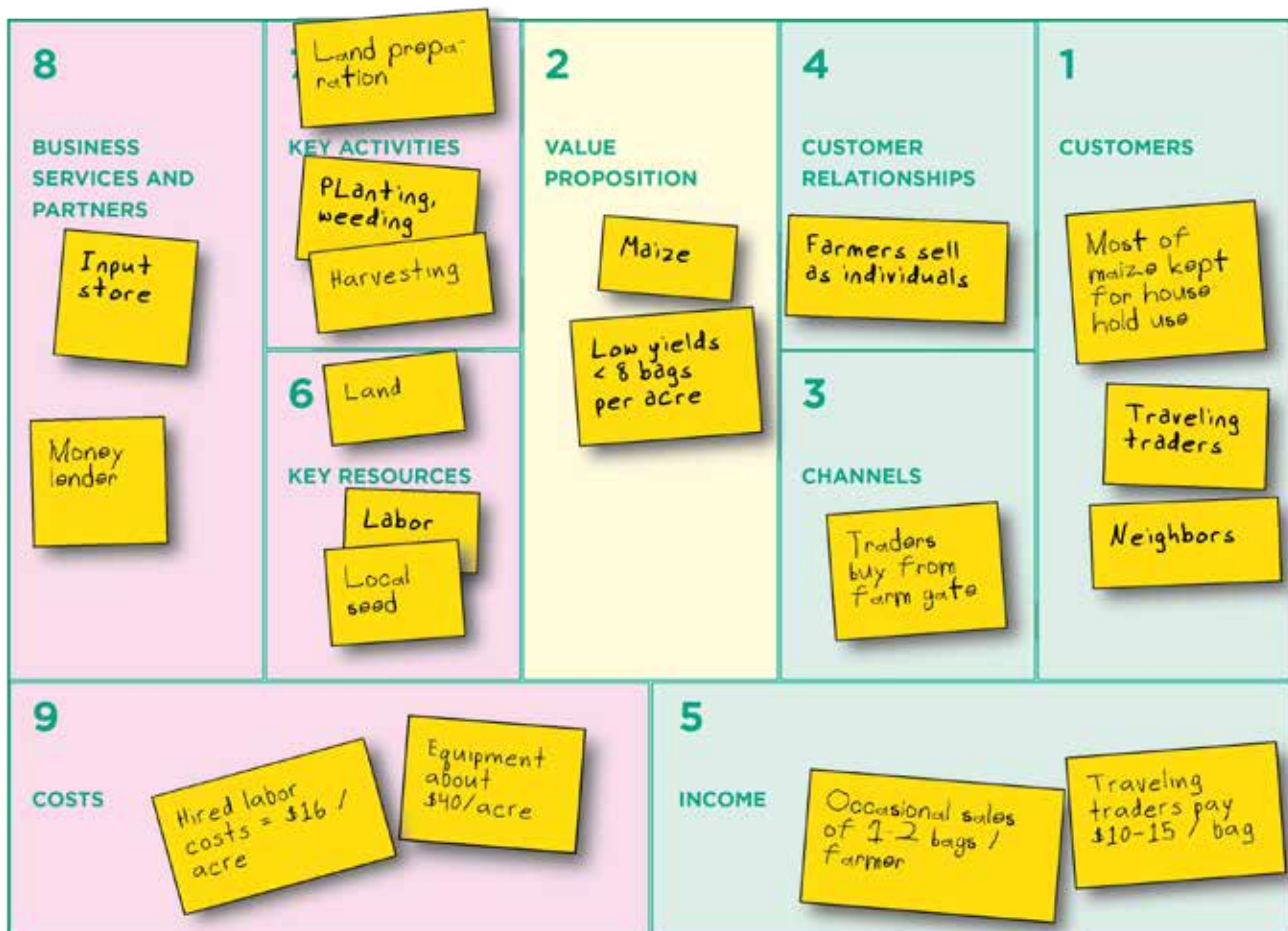 8
BUSINESS
SERVICES AND
PARTNERS
Input
store
Money
lender
Land prepa-
ration
KEY ACTIVITIES
PLanting,
weeding
Harvesting
6
Land
KEY RESOURCES
Labor
Local
seed
2
VALUE
PROPOSITION
Maize
Low yields
< 8 bags
per acre
4
CUSTOMER
RELATIONSHIPS
Farmers sell
as individuals
3
CHANNELS
Traders
buy from
farm gate
1
CUSTOMERS
Most of
maize kept
for house
hold use
Traveling
traders
Neighbors
9
COSTS
Hired labor
costs = $16 /
acre
Equipment
about
$40/acre
5
INCOME
Occasional sales
of 1-2 bags /
farmer
Traveling
traders pay
$10-15 / bag